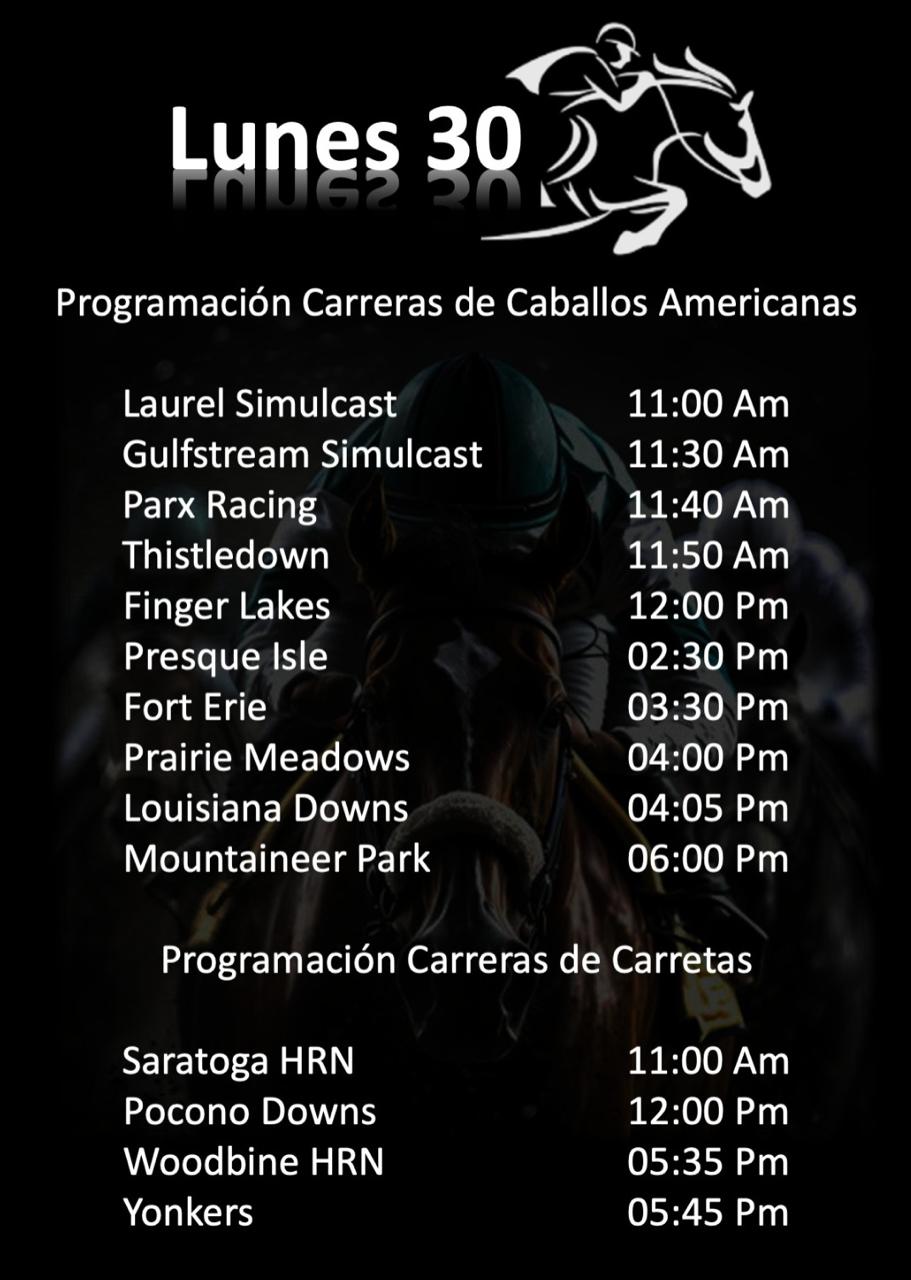 Lunes 30
Programación Carreras de Caballos Americanas
Laurel Simulcast 11:00 Am
Gulfstream Simulcast 11:30 Am
Parx Racing 11:40 Am
Thistledown 11:50 Am
Finger Lakes 12:00 Pm
Presque Isle 02:30 Pm
Fort Erie 03:30 Pm
Prairie Meadows 04:00 Pm
Louisiana Downs 04:05 Pm
Mountaineer Park 06:00 Pm
Programación Carreras de Carretas
Saratoga HRN 11:00 Am
Pocono Downs 12:00 Pm
Woodbine HRN 05:35 Pm
Yonkers 05:45 Pm